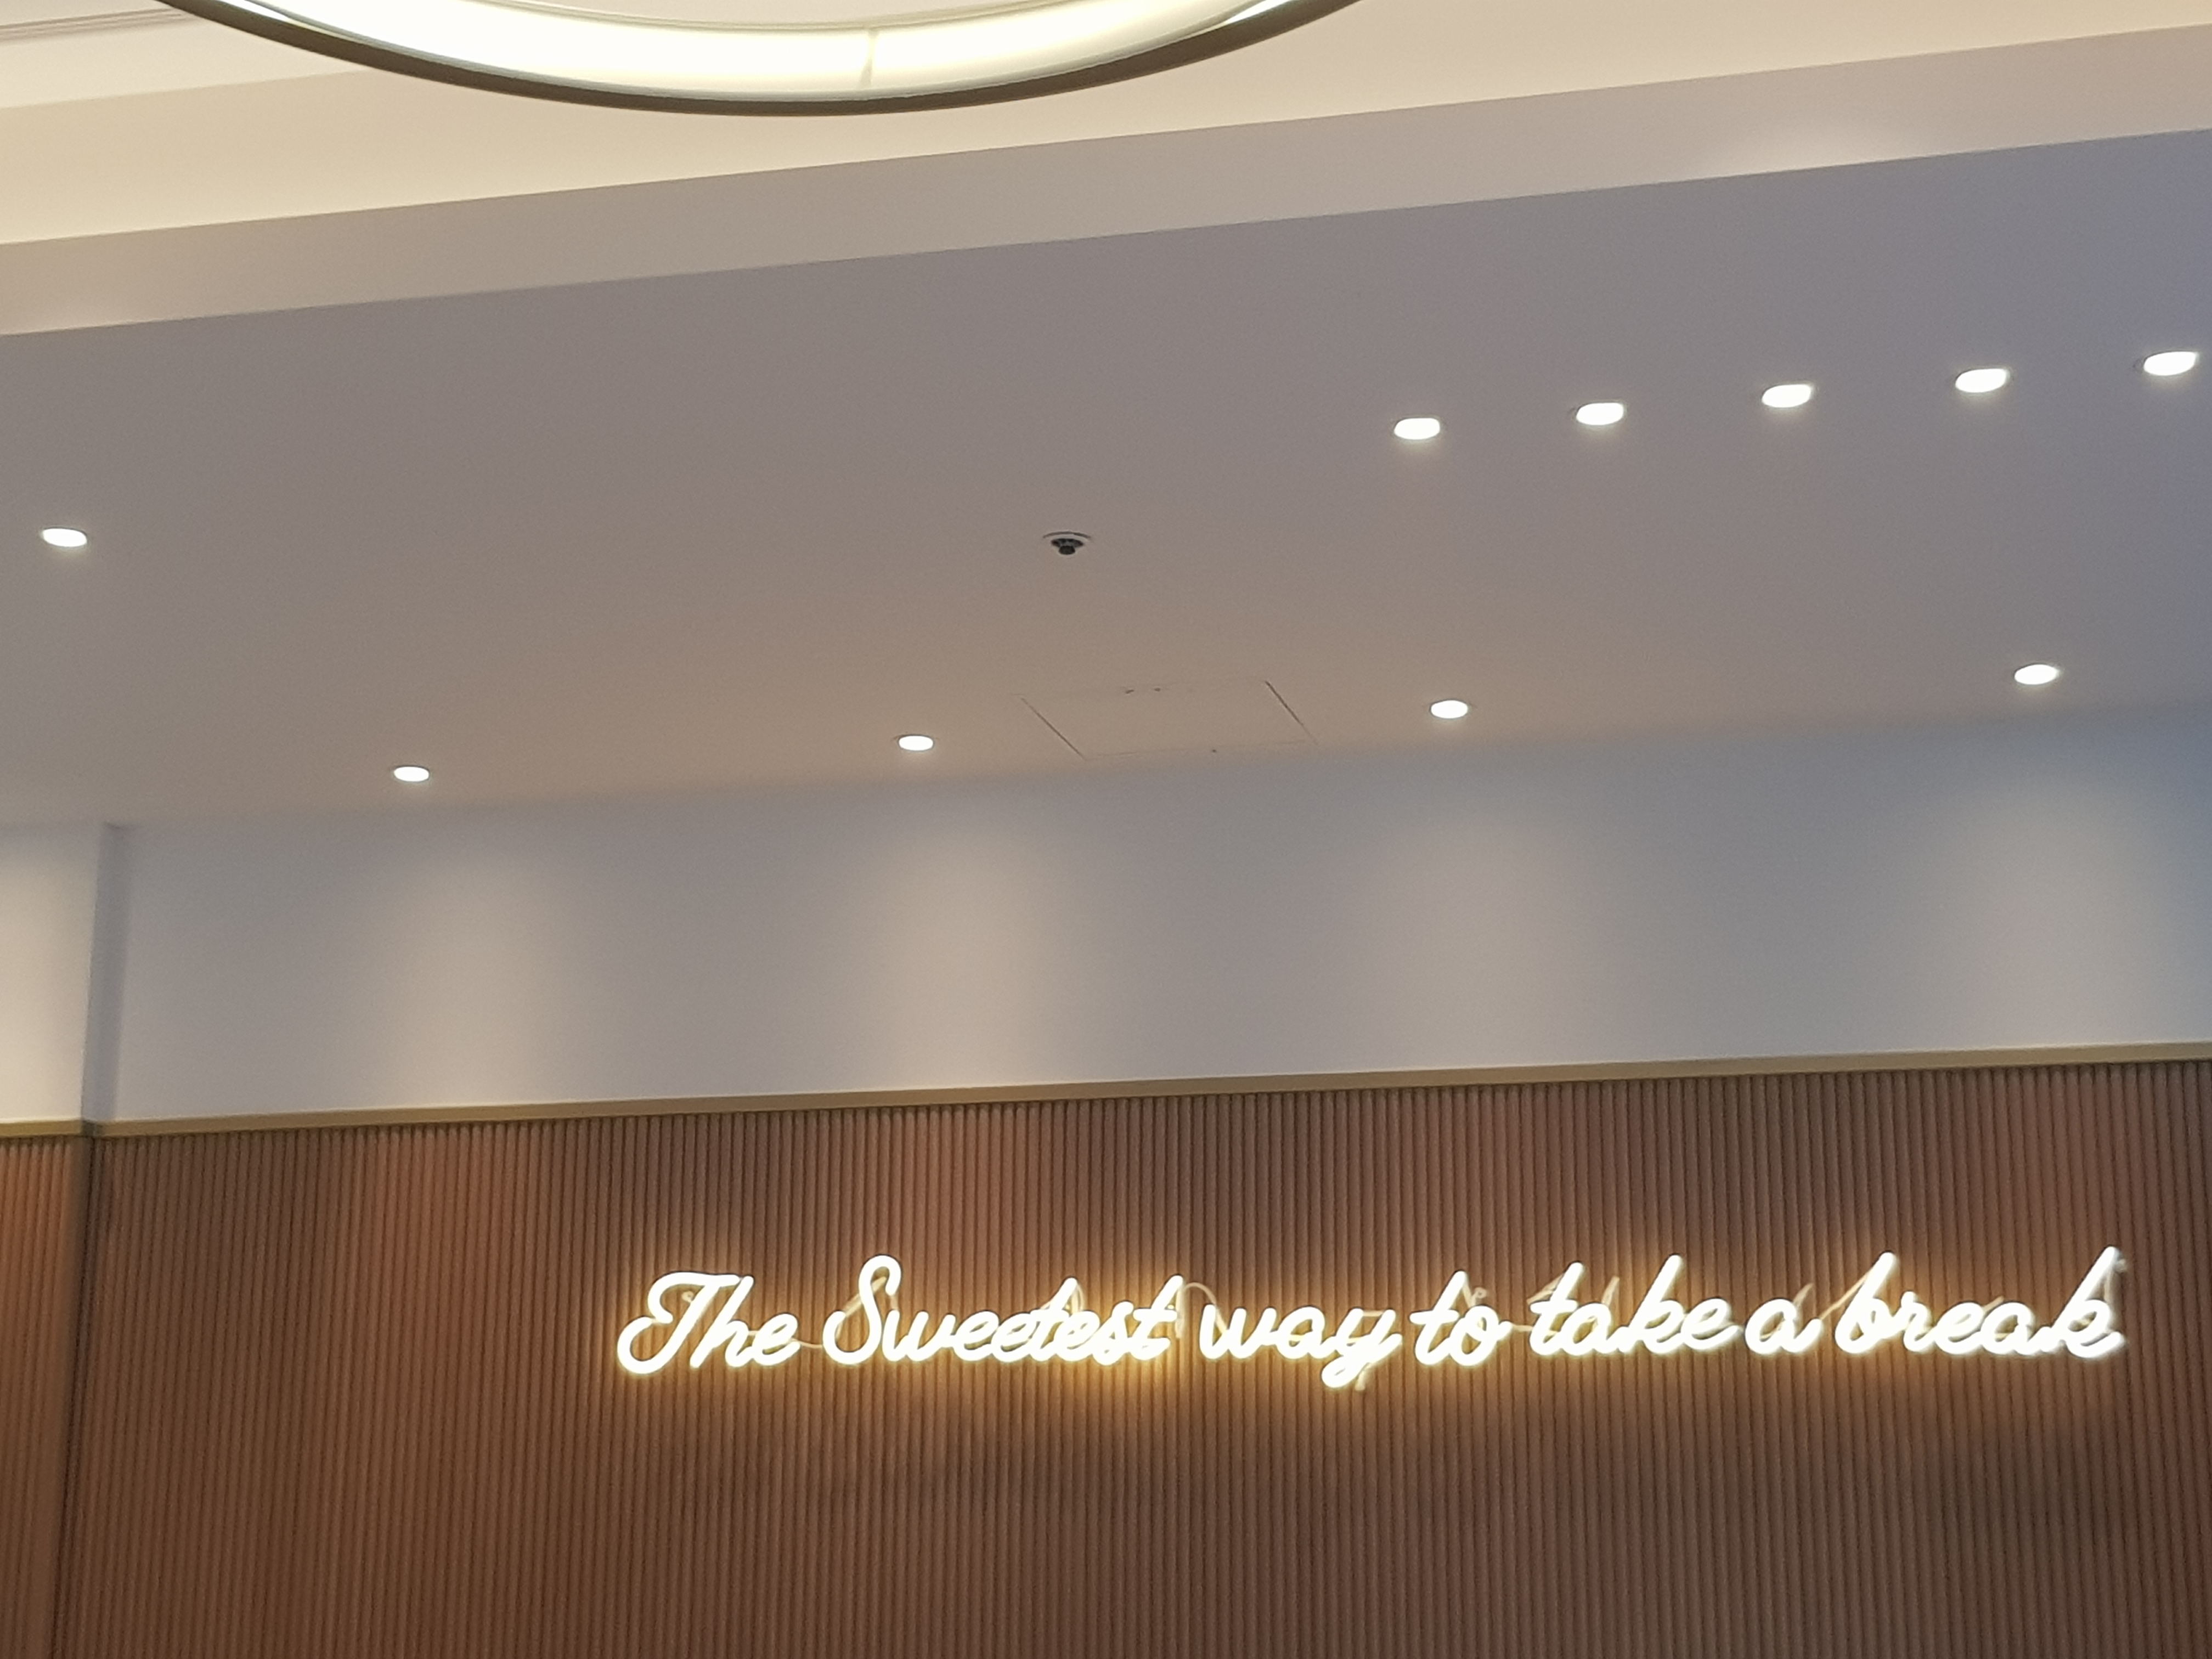 The Sweetest way to take a break